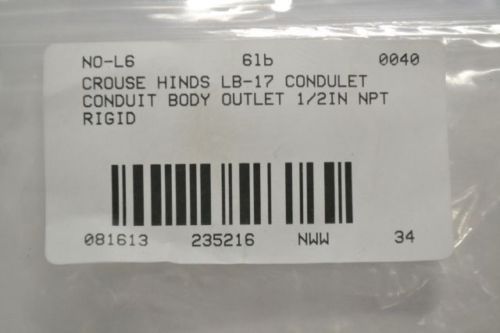 NO-L6 6lb 0040
CROUSE HINDS LB-17 CONDULET
CONDUIT BODY OUTLET 1/2IN NPT
RIGID
081613 235216 NWW 34